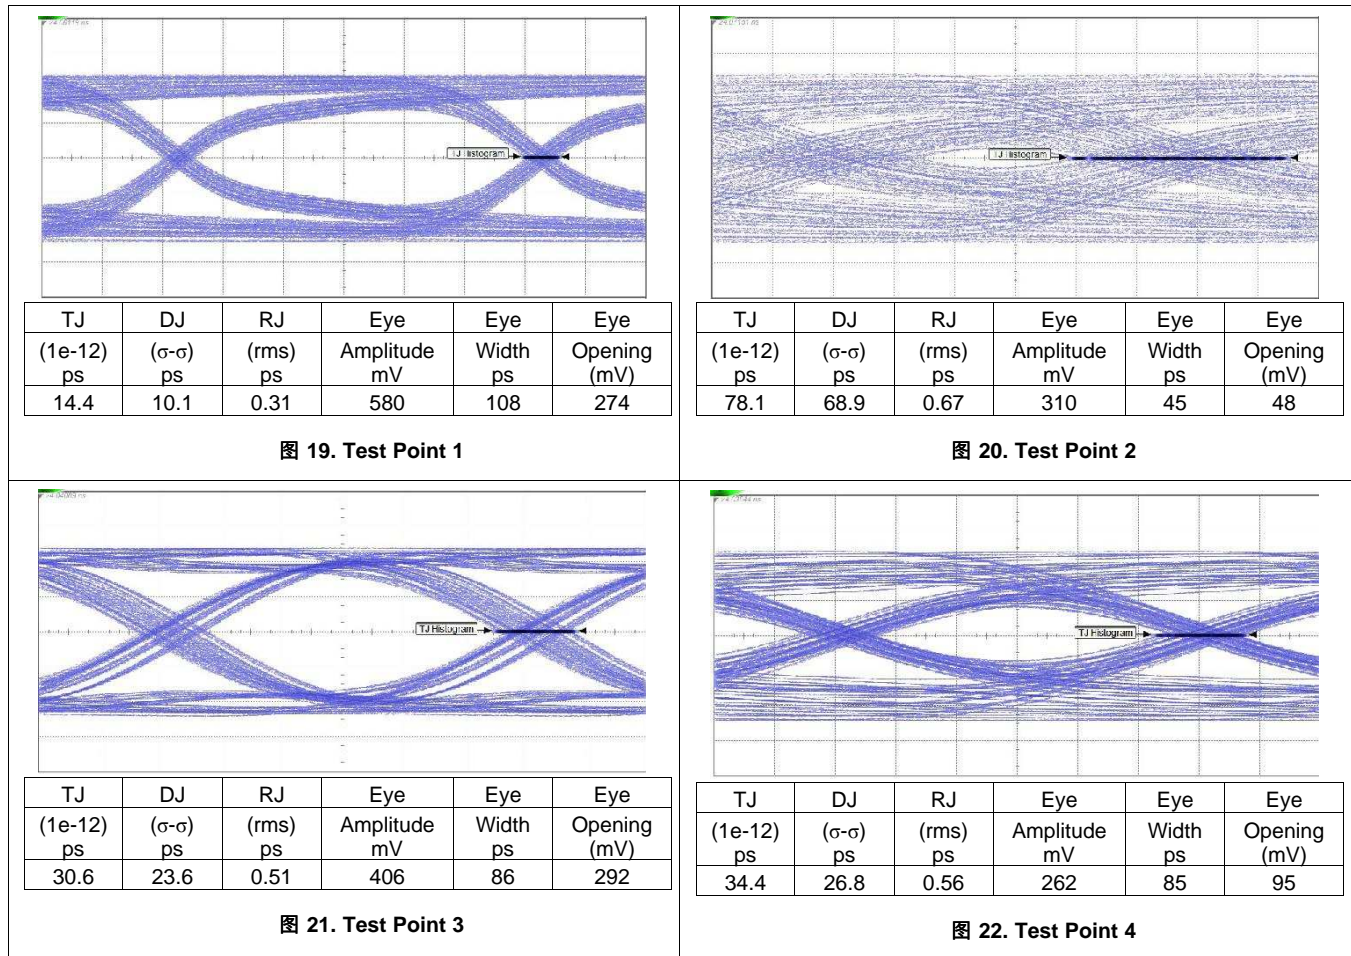 TJ Histogram
TJ DJ RJ Eye Eye Eye
(1e-12) (σ-σ) (rms) Amplitude Width Opening
ps ps ps mV ps (mV)
14.4 10.1 0.31 580 108 274
图 19. Test Point 1
TJ Histogram
TJ DJ RJ Eye Eye Eye
(1e-12) (σ-σ) (rms) Amplitude Width Opening
ps ps ps mV ps (mV)
78.1 68.9 0.67 310 45 48
图 20. Test Point 2
TJ Histogram
TJ DJ RJ Eye Eye Eye
(1e-12) (σ-σ) (rms) Amplitude Width Opening
ps ps ps mV ps (mV)
30.6 23.6 0.51 406 86 292
图 21. Test Point 3
TJ Histogram
TJ DJ RJ Eye Eye Eye
(1e-12) (σ-σ) (rms) Amplitude Width Opening
ps ps ps mV ps (mV)
34.4 26.8 0.56 262 85 95
图 22. Test Point 4